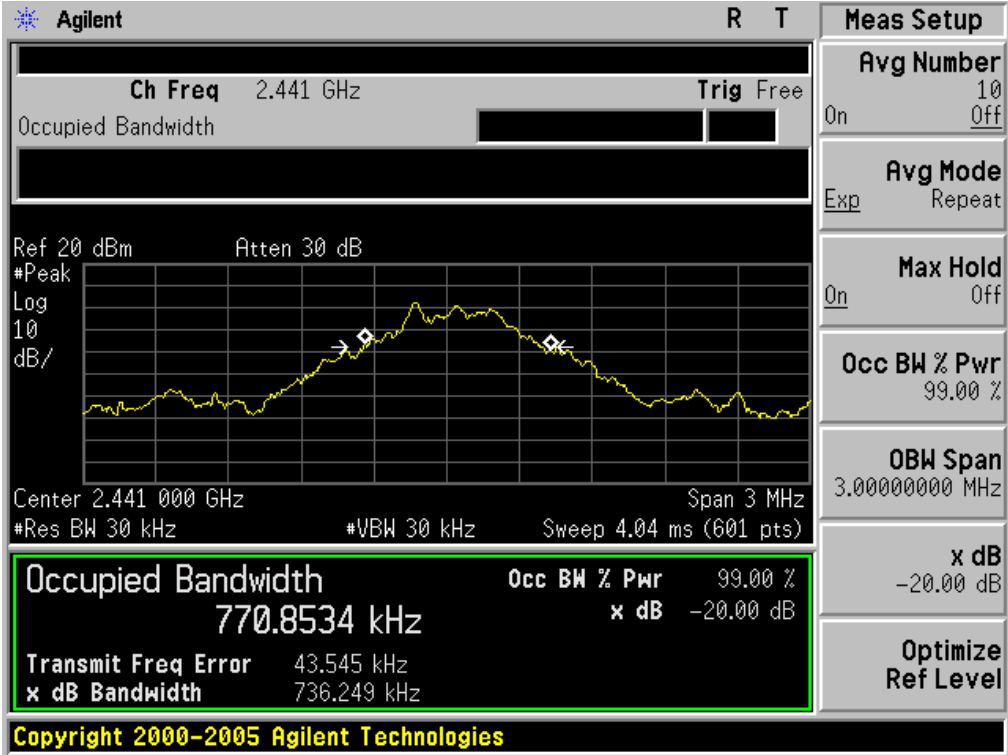 Agilent R T Meas Setup
Avg Number
10
On Off
Ch Freq 2.441 GHz Trig Free
Occupied Bandwidth
Avg Mode
Exp Repeat
Max Hold
On Off
Occ BW % Pwr
99.00 %
OBW Span
3.00000000 MHz
x dB
-20.00 dB
Optimize
Ref Level
Ref 20 dBm Atten 30 dB
#Peak
Log
10
dB/
Center 2.441 000 GHz Span 3 MHz
#Res BW 30 kHz #VBW 30 kHz Sweep 4.04 ms (601 pts)
Occupied Bandwidth Occ BW % Pwr 99.00 %
770.8534 kHz x dB -20.00 dB
Transmit Freq Error 43.545 kHz
x dB Bandwidth 736.249 kHz
Copyright 2000-2005 Agilent Technologies